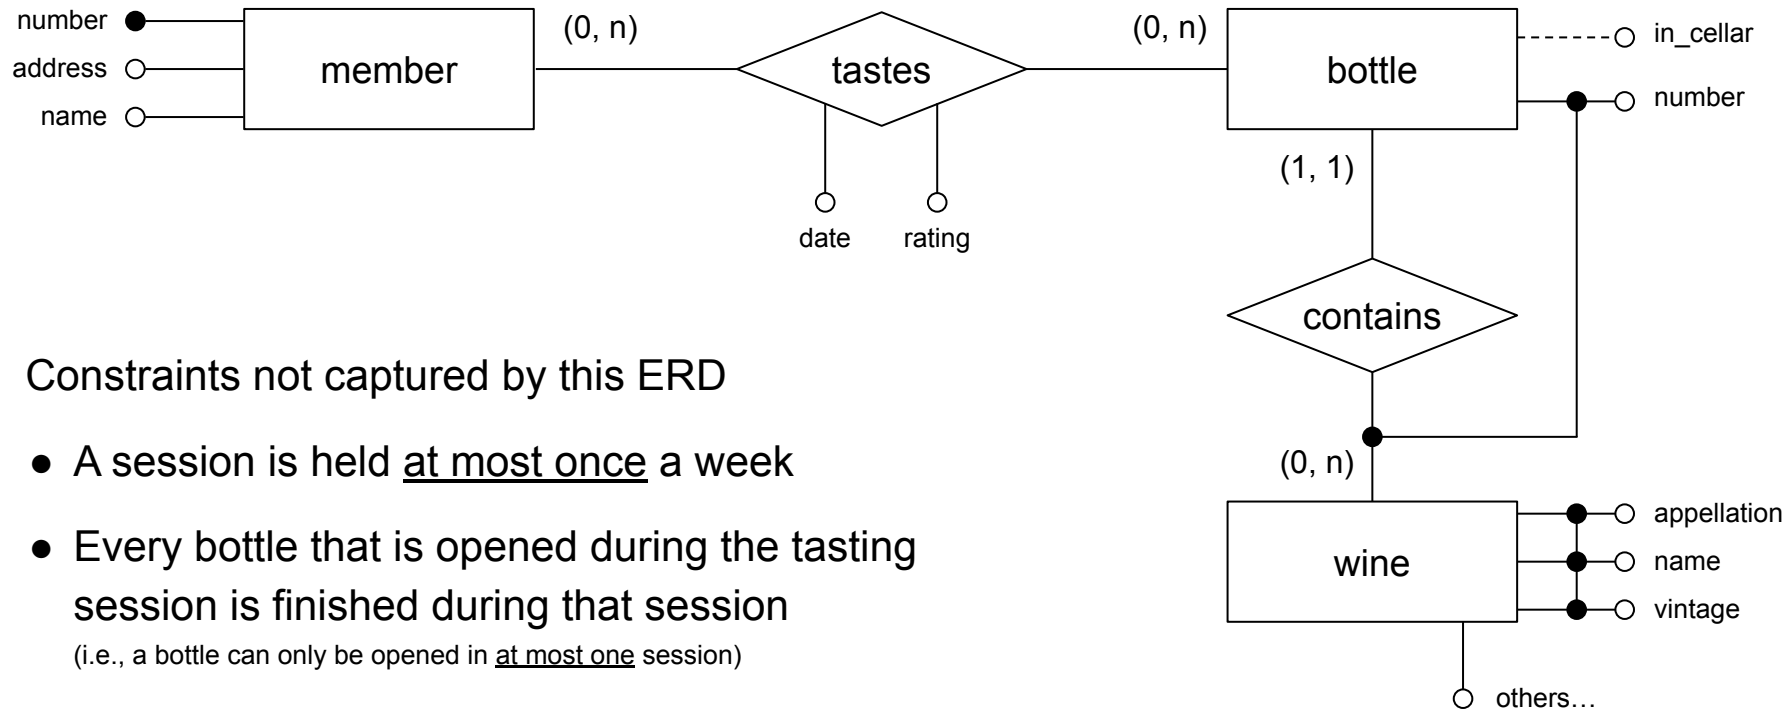 number
address
name
member
(0, n)
tastes
date
rating
(0, n)
bottle
in_cellar
number
(1, 1)
contains
(0, n)
wine
appellation
name
vintage
others…
Constraints not captured by this ERD
● A session is held at most once a week
● Every bottle that is opened during the tasting
session is finished during that session
(i.e., a bottle can only be opened in at most one session)